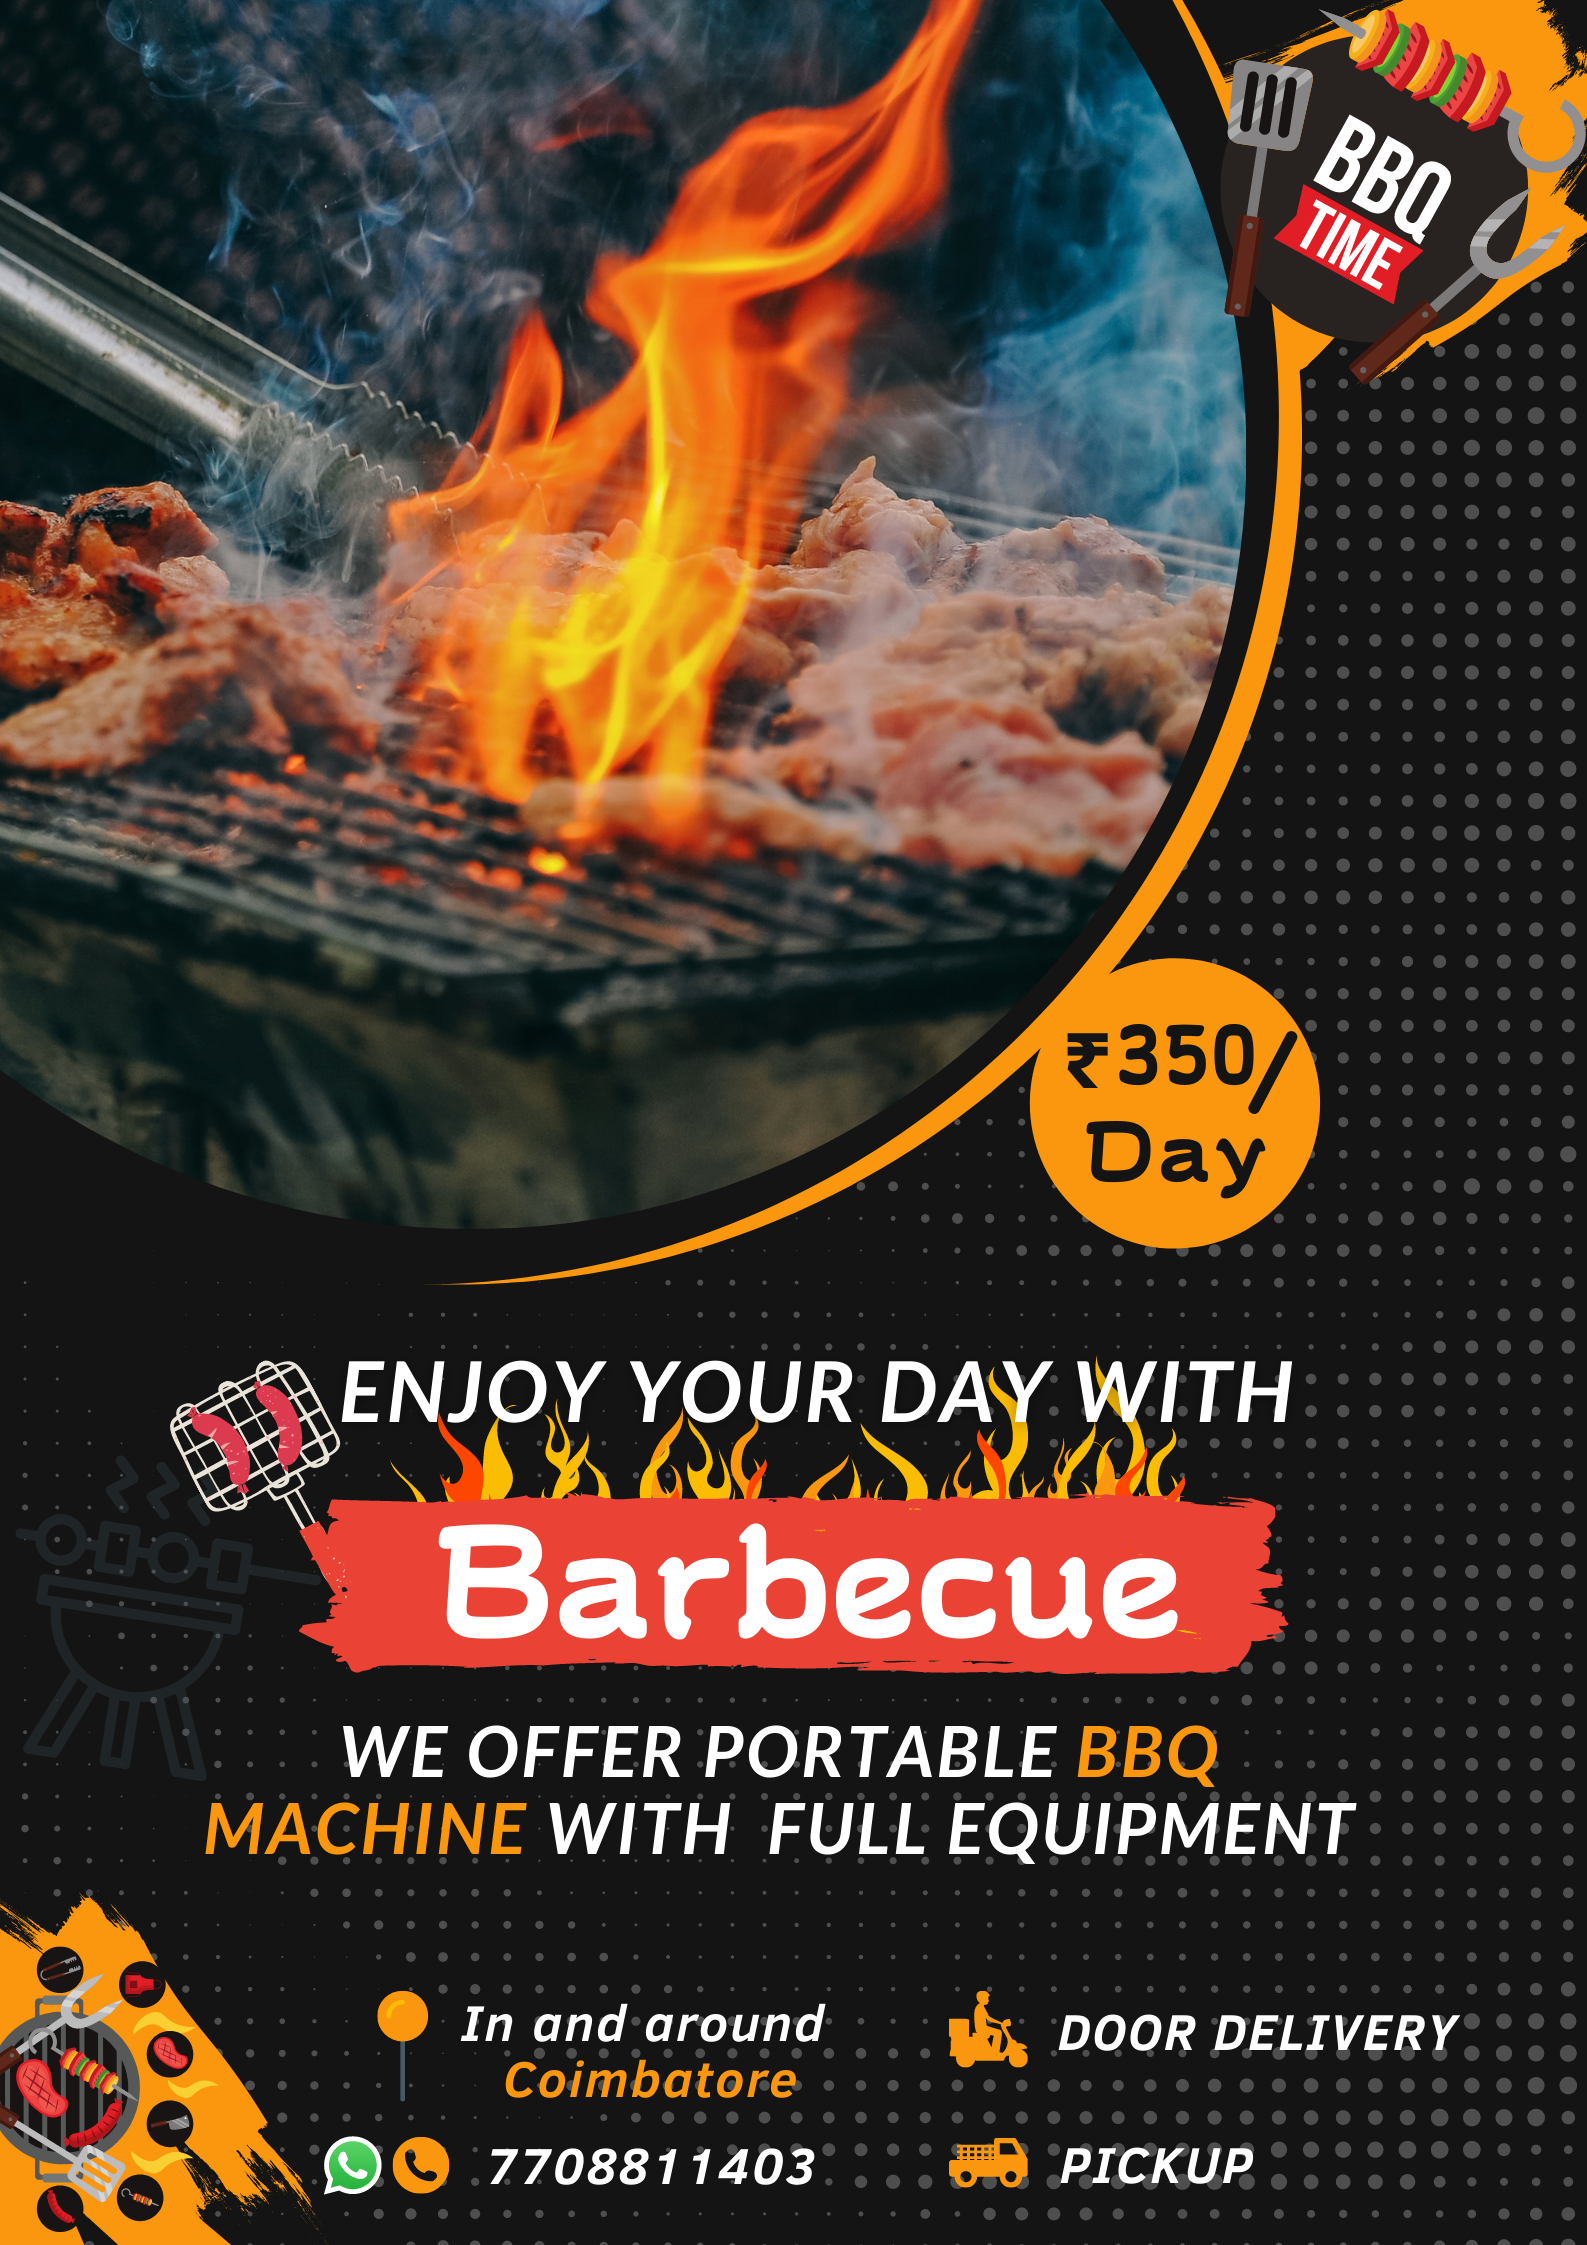 BBQ
TIME
₹350/
Day
ENJOY YOUR DAY WITH
Barbecue
WE OFFER PORTABLE BBQ
MACHINE WITH FULL EQUIPMENT
In and around
Coimbatore
DOOR DELIVERY
7708811403
PICKUP